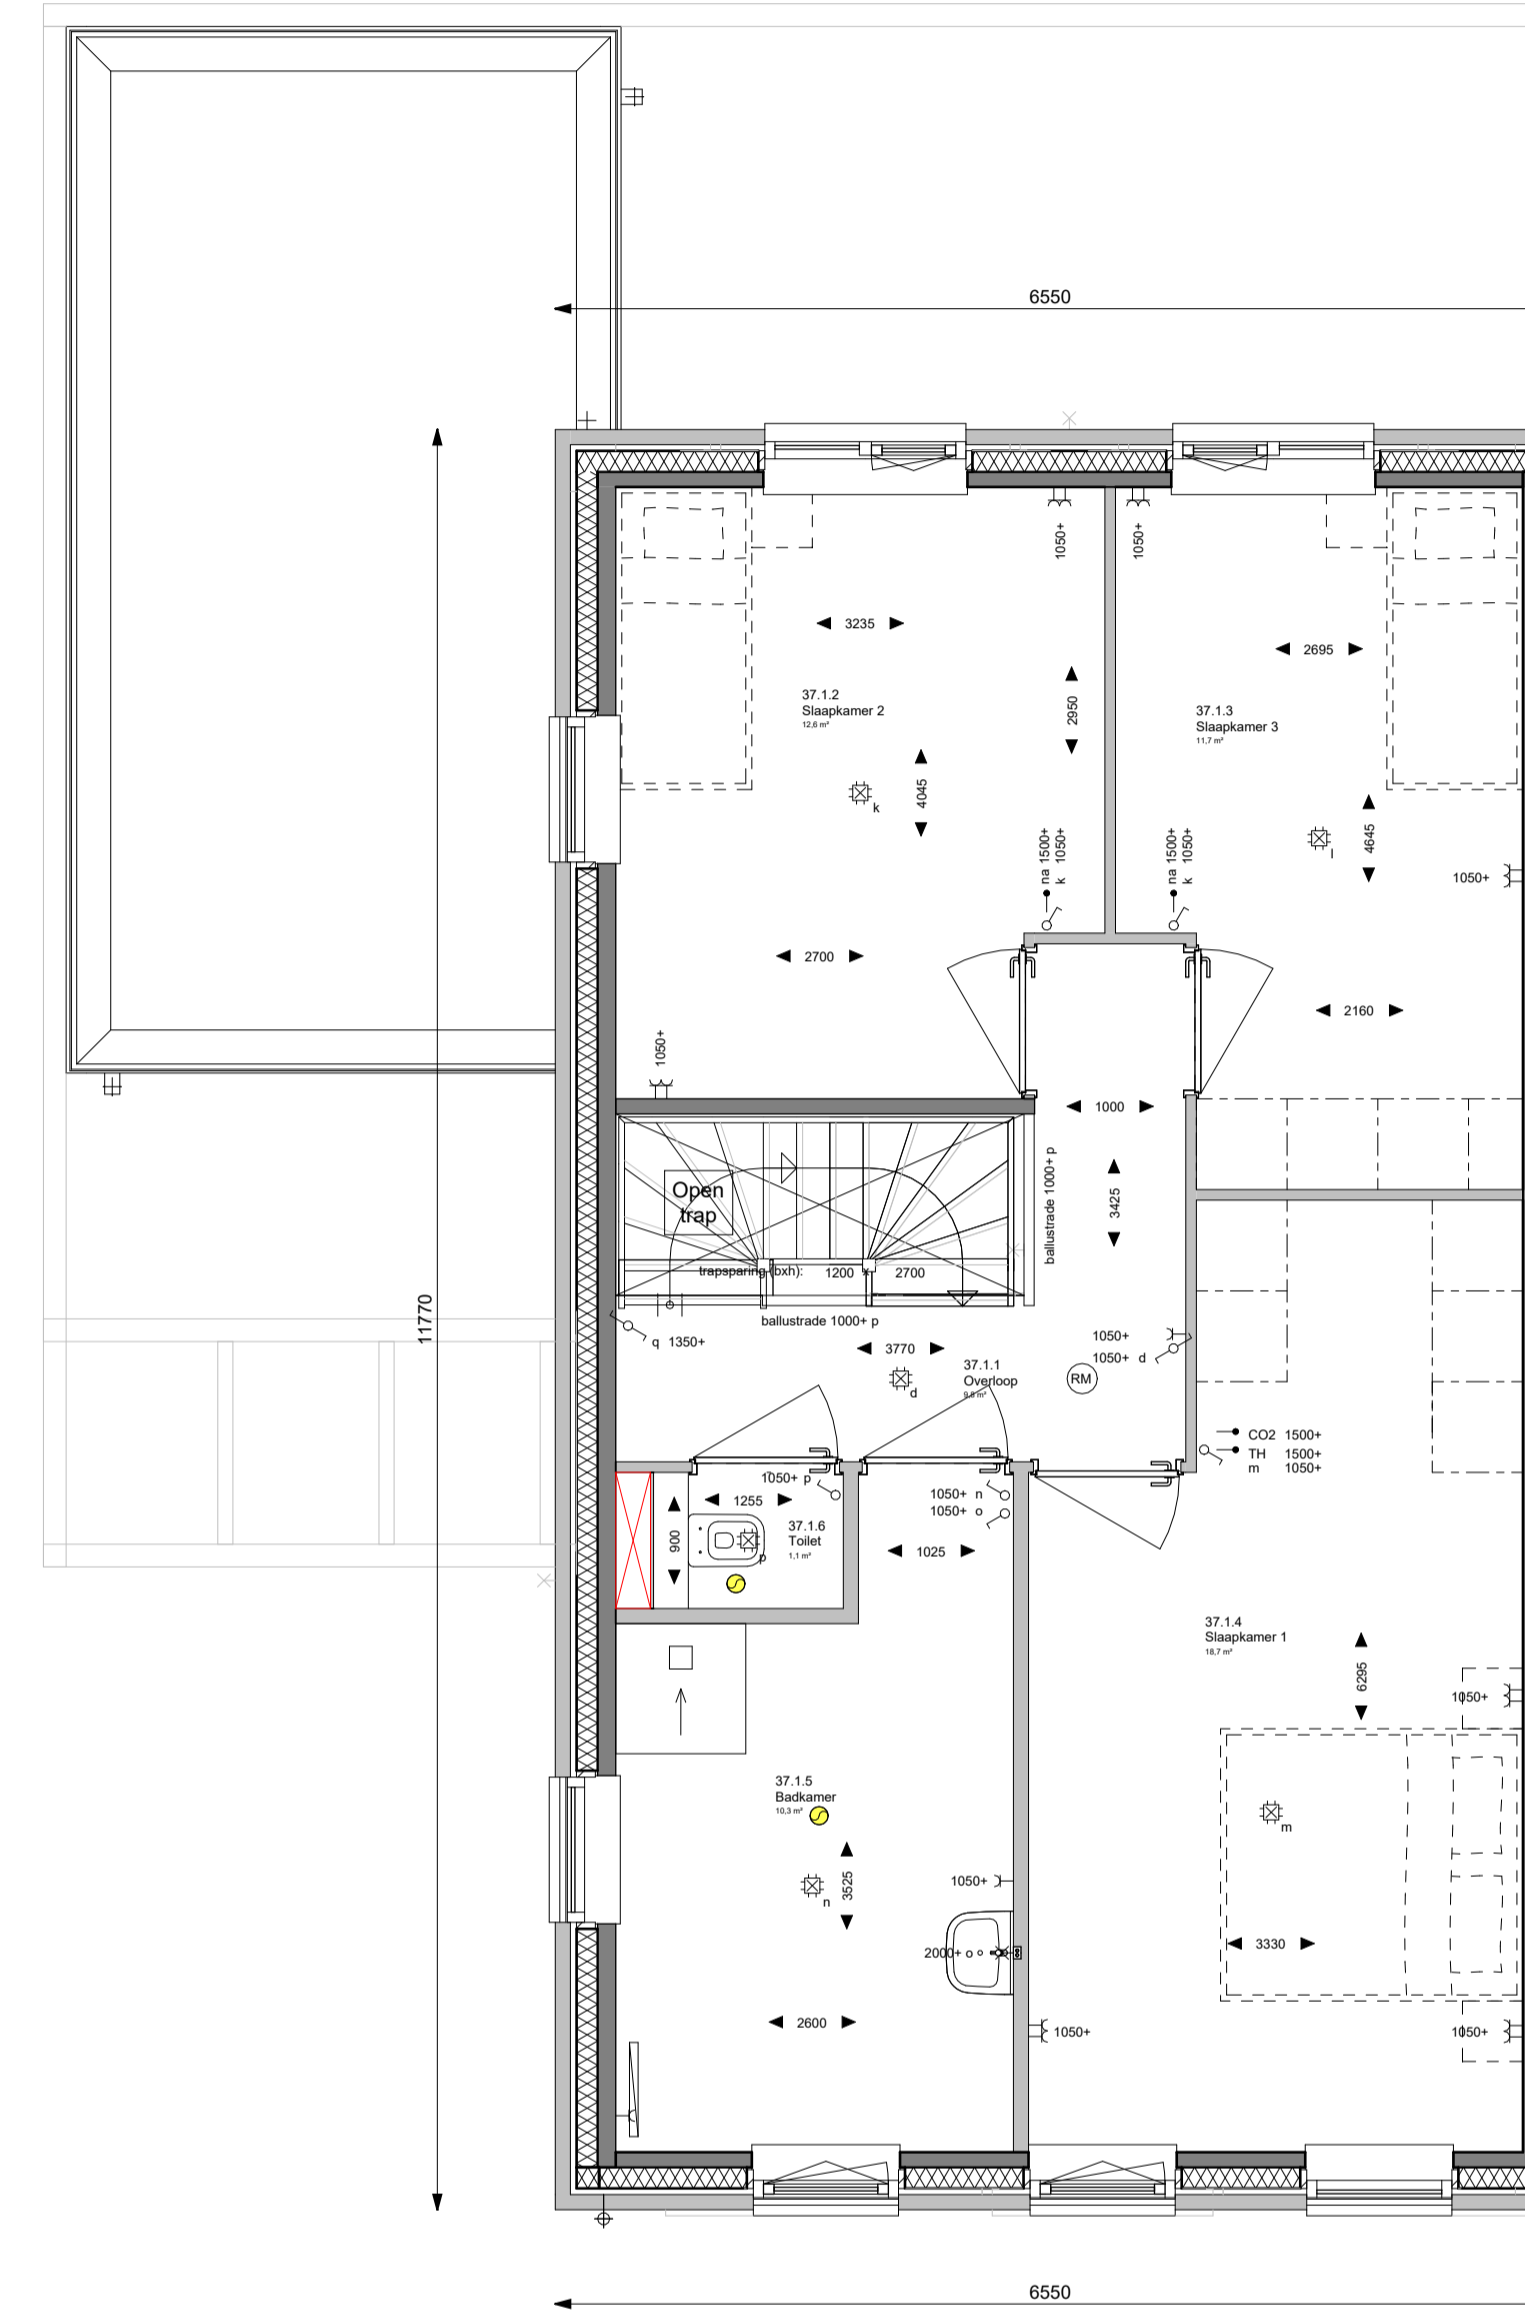 6550
1050+
1050+
3235
2695
37.1.2
Slaapkamer 2
12,6 m²
2950
37.1.3
Slaapkamer 3
11,7 m²
4045
k
4645
l
na 1500+
k 1050+
na 1500+
k 1050+
1050+
2700
2160
1050+
1000
Open
trap
ballustrade 1000+ p
3425
trapsparing (bxh): 1200 x 2700
11770
ballustrade 1000+ p
q 1350+
3770
1050+
1050+ d
37.1.1
Overloop
9,8 m²
d
RM
CO2 1500+
TH 1500+
m 1050+
1050+ p
1255
1050+ n
1050+ o
900
37.1.6
Toilet
1,1 m²
p
1025
37.1.4
Slaapkamer 1
18,7 m²
6295
1050+
37.1.5
Badkamer
10,3 m²
m
3525
n
1050+
2000+ o
3330
2600
1050+
1050+
6550